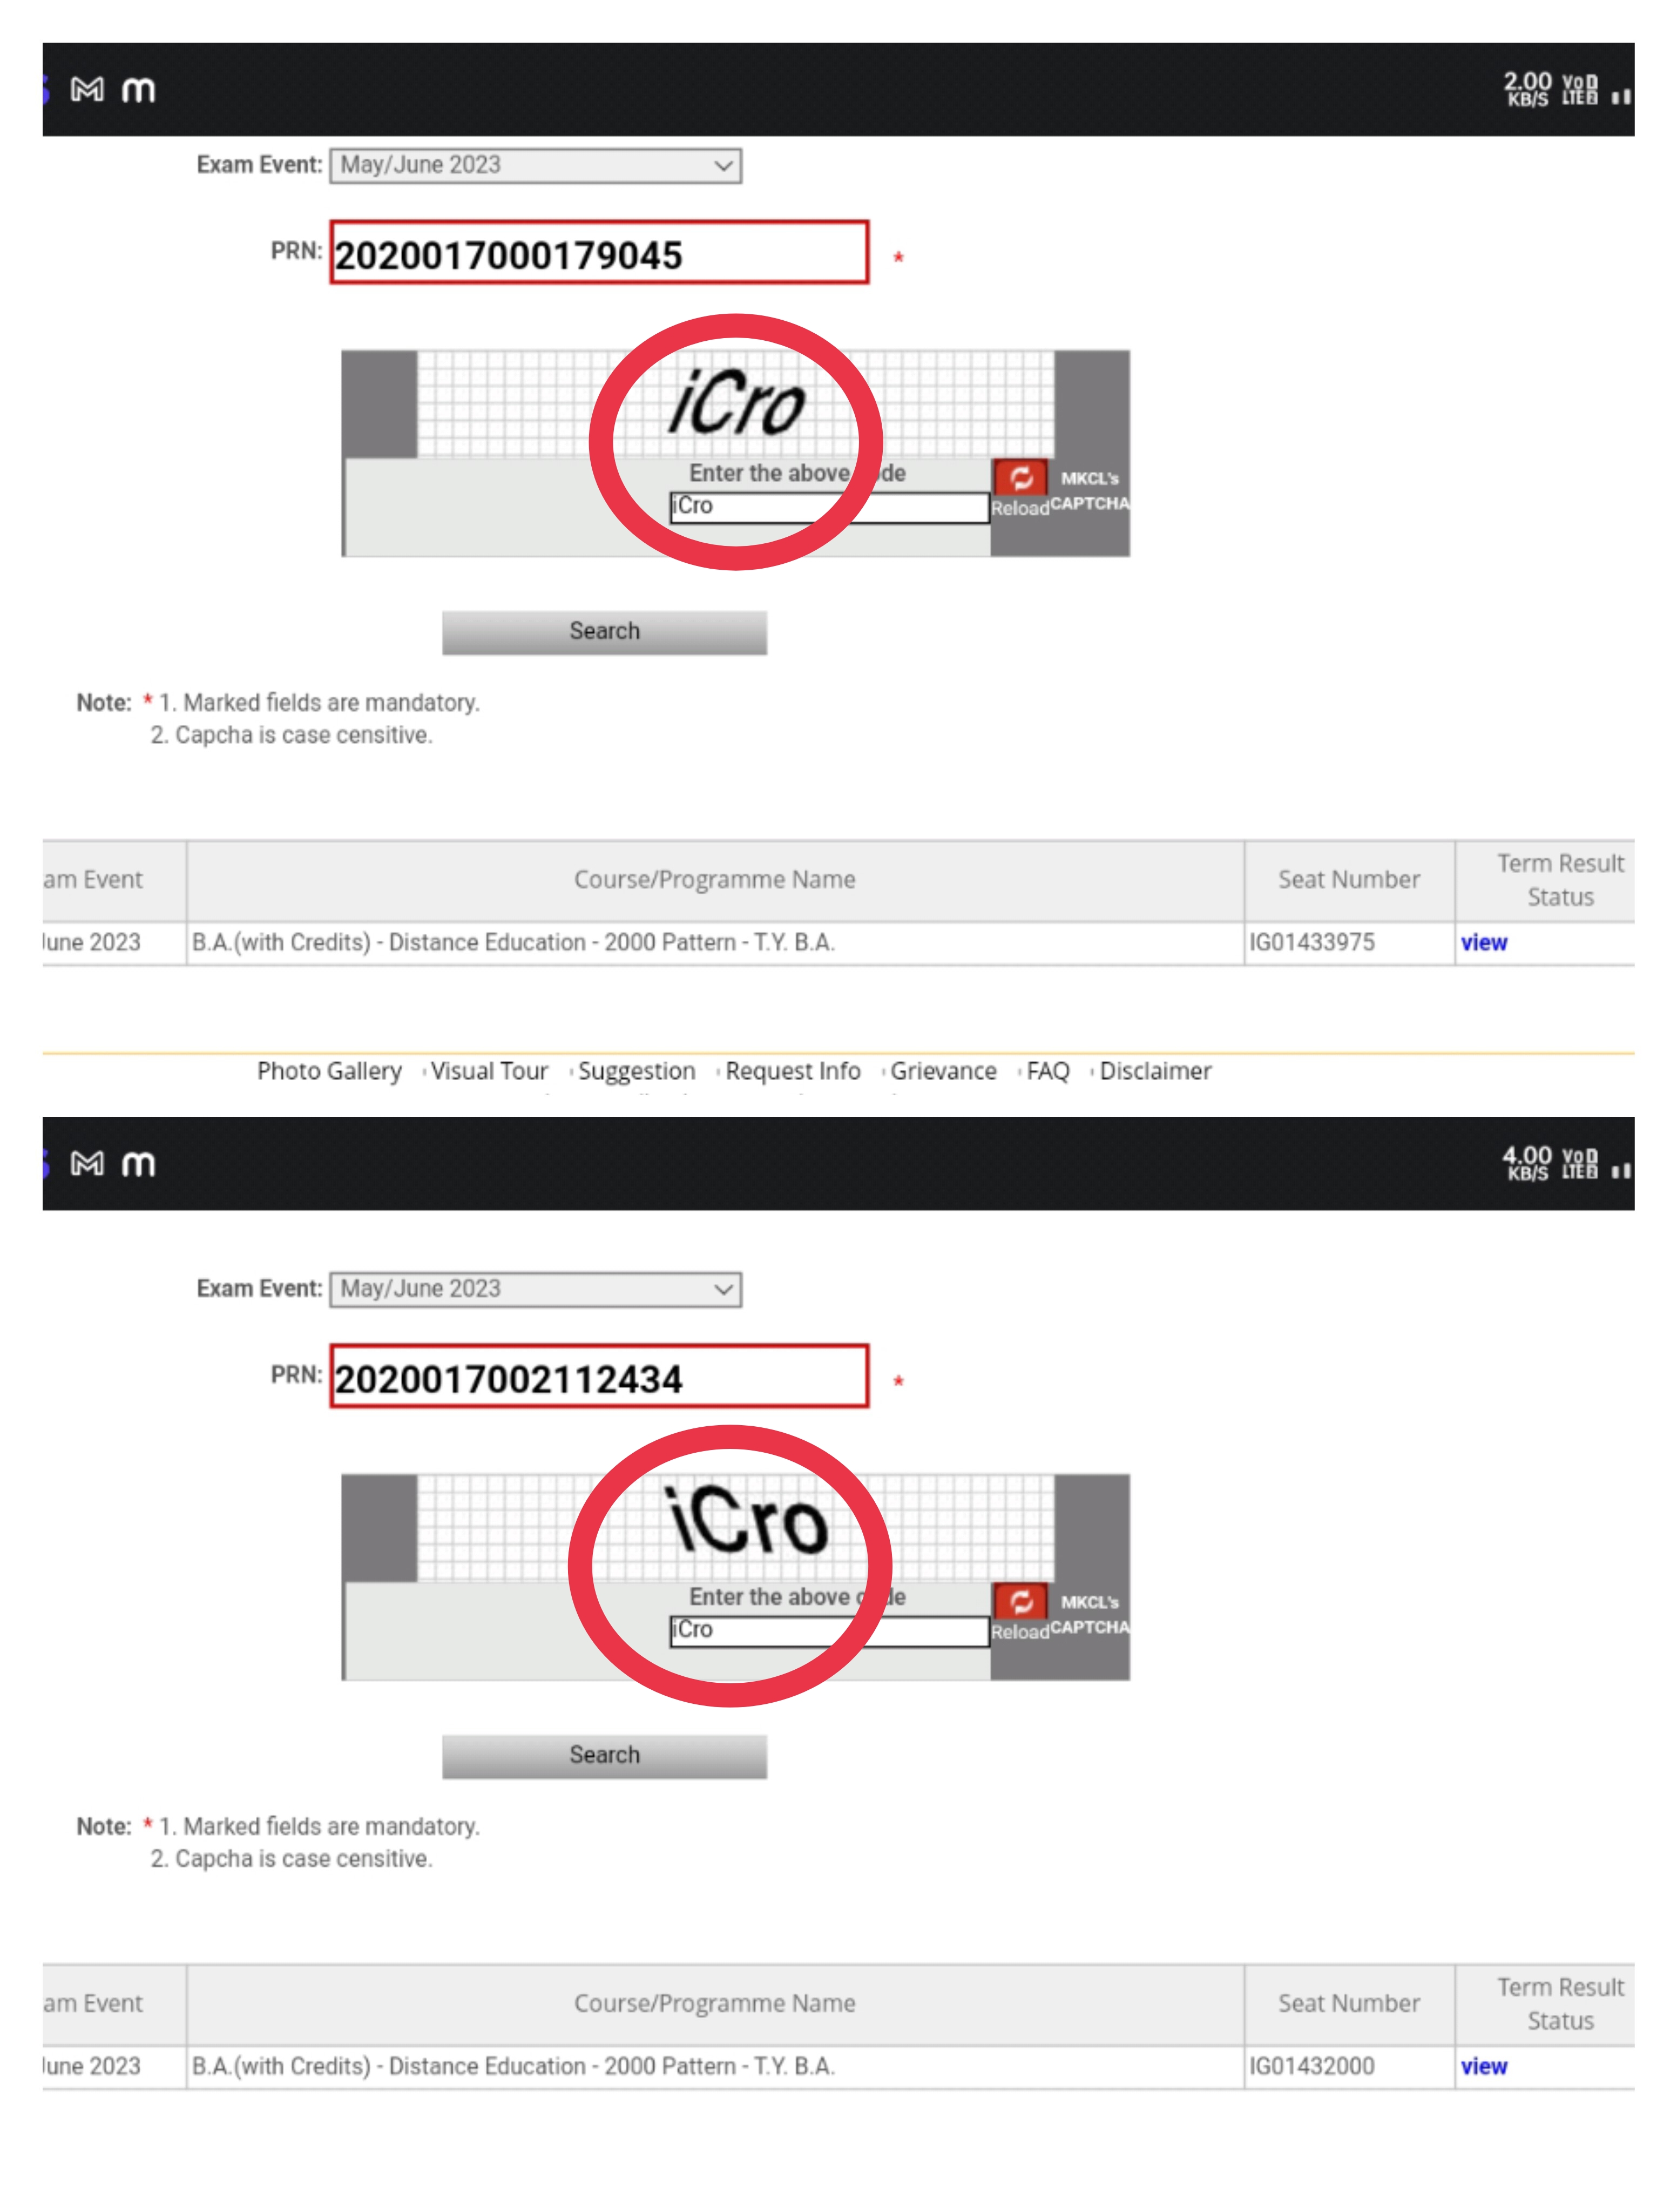 2.00 KB/S Vo LTE
Exam Event: May/June 2023
PRN: 2020017000179045 *
iCro
Enter the above de
iCro
Reload
MKCL's CAPTCHA
Search
Note: * 1. Marked fields are mandatory.
2. Capcha is case censitive.
am Event Course/Programme Name Seat Number Term Result Status
June 2023 B.A.(with Credits) - Distance Education - 2000 Pattern - T.Y. B.A. IG01433975 view
Photo Gallery Visual Tour Suggestion Request Info Grievance FAQ Disclaimer
4.00 KB/S Vo LTE
Exam Event: May/June 2023
PRN: 2020017002112434 *
iCro
Enter the above de
iCro
Reload
MKCL's CAPTCHA
Search
Note: * 1. Marked fields are mandatory.
2. Capcha is case censitive.
am Event Course/Programme Name Seat Number Term Result Status
June 2023 B.A.(with Credits) - Distance Education - 2000 Pattern - T.Y. B.A. IG01432000 view